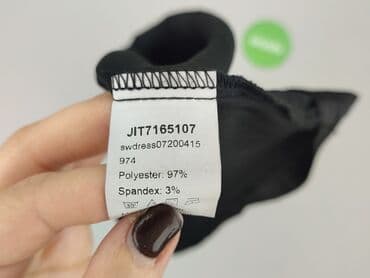 JIT7165107
swdress07200415
974
Polyester: 97%
Spandex: 3%